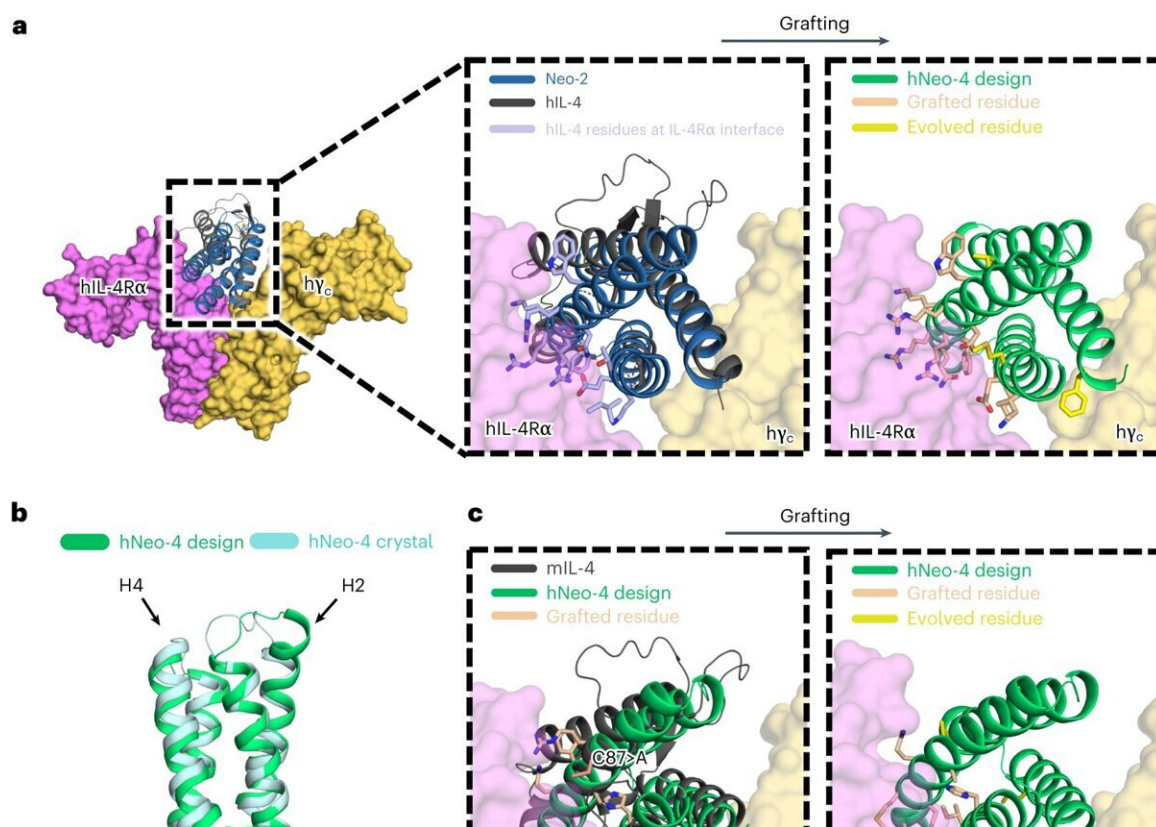 a
Grafting
Neo-2
hIL-4
hIL-4 residues at IL-4Rα interface
hNeo-4 design
Grafted residue
Evolved residue
hIL-4Rα
hγc
hIL-4Rα
hγc
hIL-4Rα
hγc
b
hNeo-4 design
hNeo-4 crystal
H4
H2
c
Grafting
mIL-4
hNeo-4 design
Grafted residue
C87>A
hNeo-4 design
Grafted residue
Evolved residue